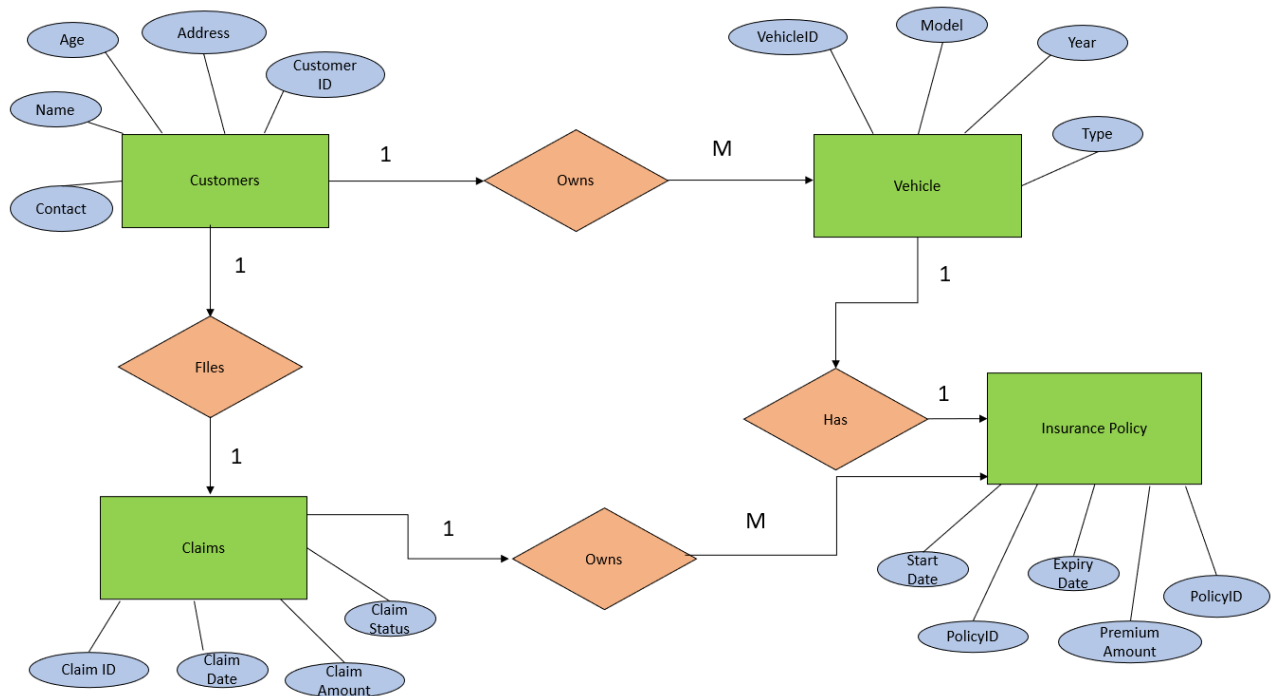 Age
Address
Customer
ID
Name
Contact
Customers
1
Owns
M
VehicleID
Model
Year
Type
Vehicle
1
FIles
1
1
Has
1
Insurance Policy
Claims
1
Owns
M
Claim ID
Claim
Date
Claim
Amount
Claim
Status
Start
Date
PolicyID
Expiry
Date
Premium
Amount
PolicyID